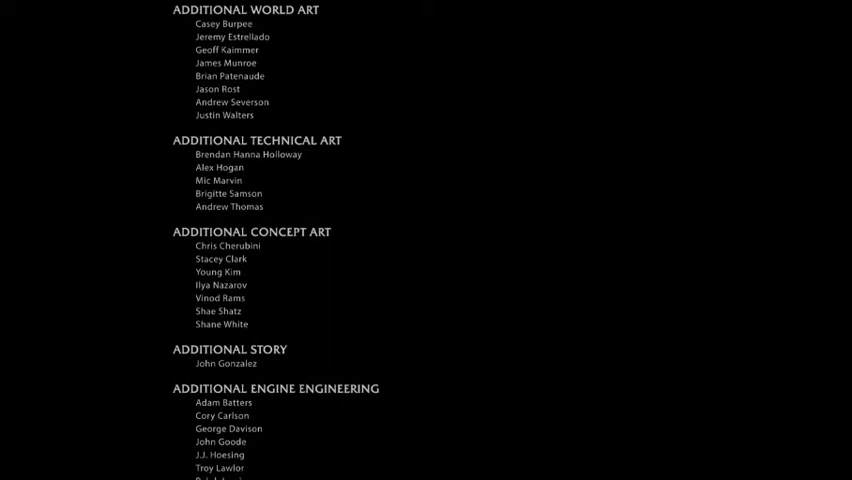 ADDITIONAL WORLD ART
Casey Burpee
Jeremy Estrellado
Geoff Kaimmer
James Munroe
Brian Patenaude
Jason Rost
Andrew Severson
Justin Walters
ADDITIONAL TECHNICAL ART
Brendan Hanna Holloway
Alex Hogan
Mic Marvin
Brigitte Samson
Andrew Thomas
ADDITIONAL CONCEPT ART
Chris Cherubini
Stacey Clark
Young Kim
Ilya Nazarov
Vinod Rams
Shae Shatz
Shane White
ADDITIONAL STORY
John Gonzalez
ADDITIONAL ENGINE ENGINEERING
Adam Batters
Cory Carlson
George Davison
John Goode
J.J. Hoesing
Troy Lawlor